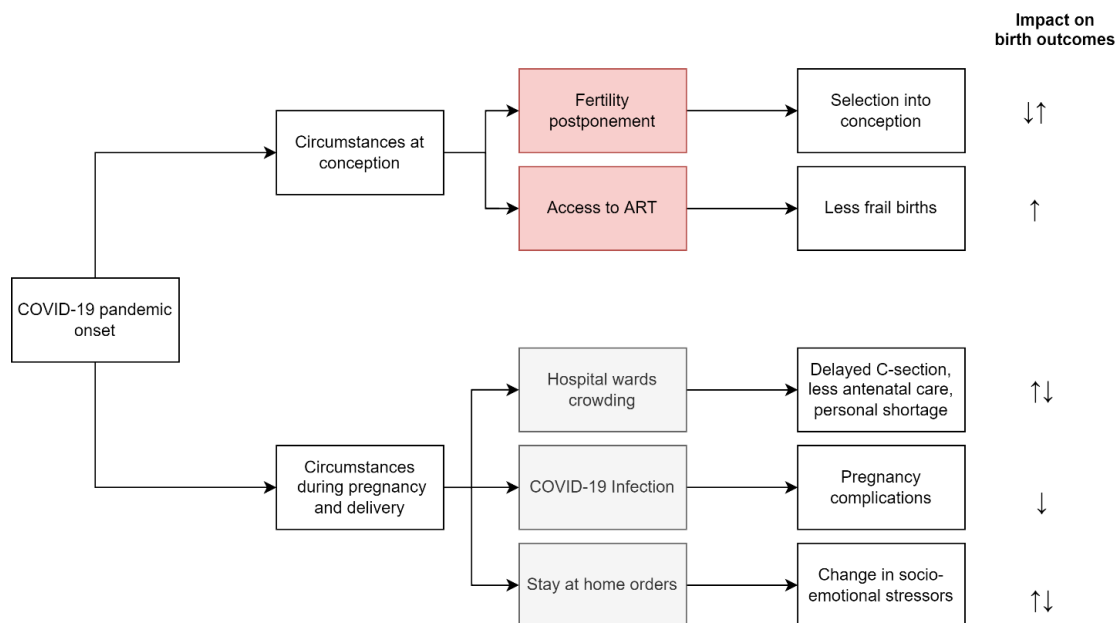 Impact on
birth outcomes
Fertility
postponement
Selection into
conception
↓↑
Circumstances at
conception
Access to ART
Less frail births
↑
COVID-19 pandemic
onset
Hospital wards
crowding
Delayed C-section,
less antenatal care,
personal shortage
↑↓
Circumstances
during pregnancy
and delivery
COVID-19 Infection
Pregnancy
complications
↓
Stay at home orders
Change in socio-
emotional stressors
↑↓